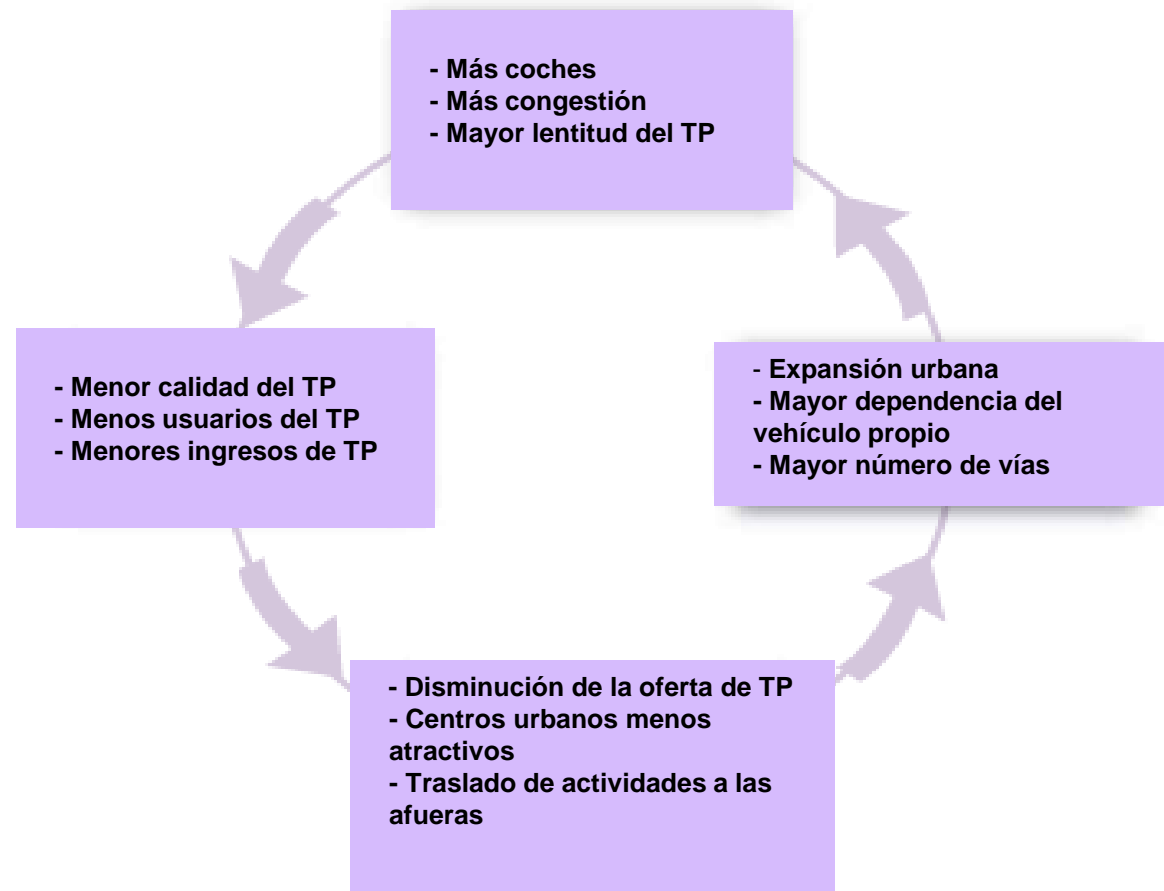 - Más coches
- Más congestión
- Mayor lentitud del TP
- Menor calidad del TP
- Menos usuarios del TP
- Menores ingresos de TP
- Expansión urbana
- Mayor dependencia del
vehículo propio
- Mayor número de vías
- Disminución de la oferta de TP
- Centros urbanos menos
atractivos
- Traslado de actividades a las
afueras